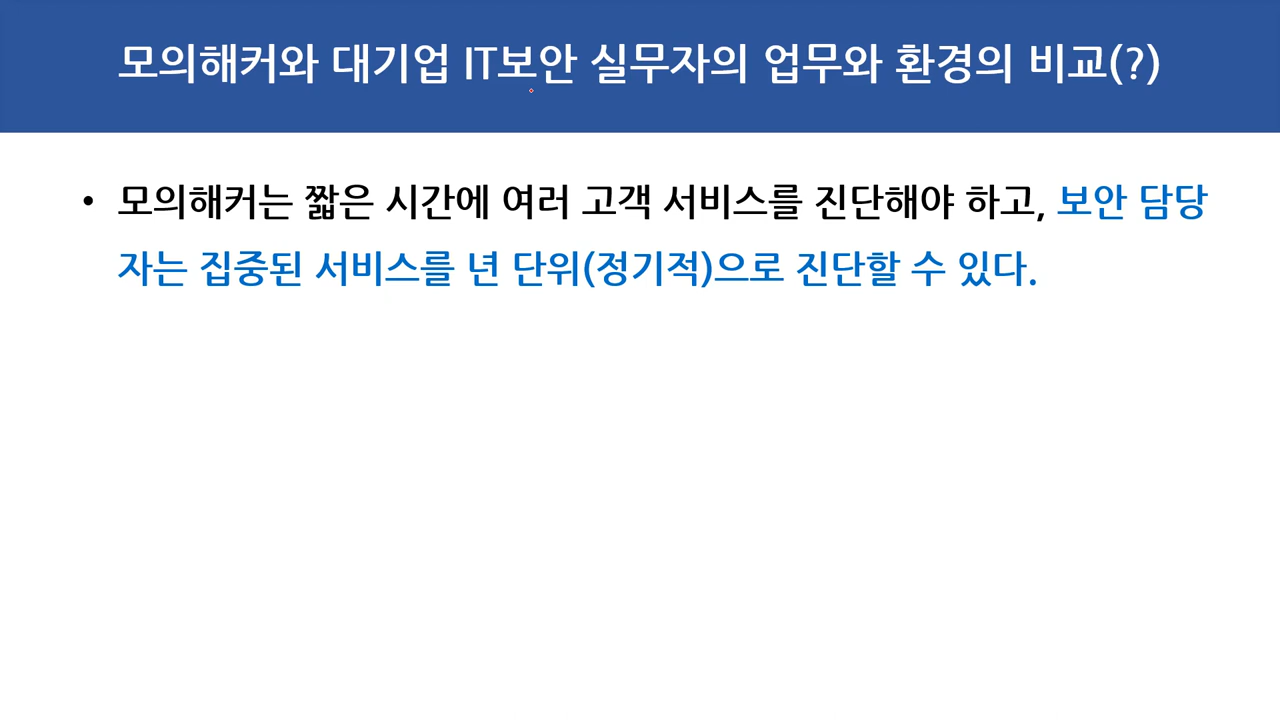 모의해커와 대기업 IT보안 실무자의 업무와 환경의 비교(?)
• 모의해커는 짧은 시간에 여러 고객 서비스를 진단해야 하고, 보안 담당
자는 집중된 서비스를 년 단위(정기적)으로 진단할 수 있다.